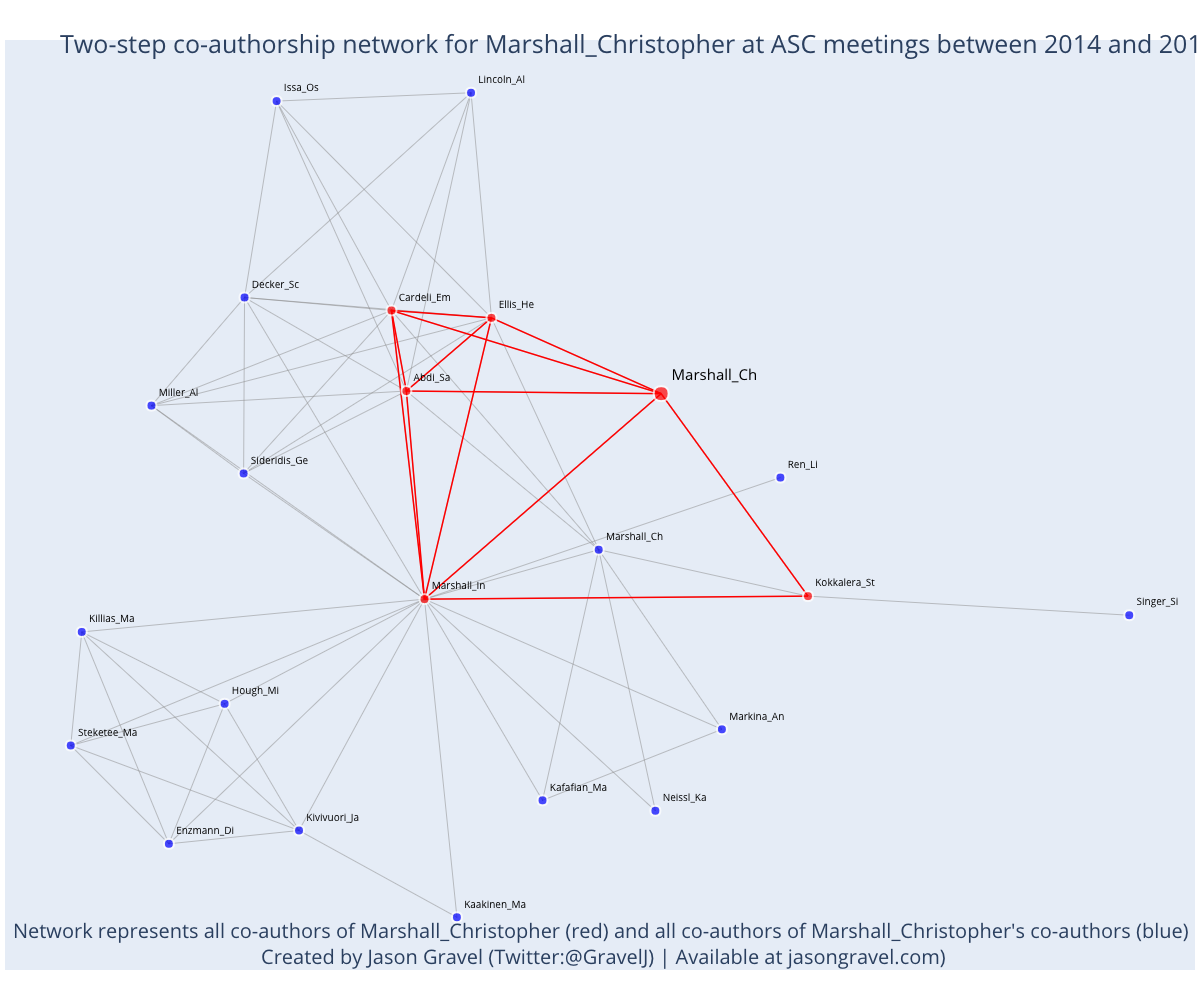 Two-step co-authorship network for Marshall_Christopher at ASC meetings between 2014 and 201
Issa_Os
Lincoln_Al
Decker_Sc
Cardeli_Em
Ellis_He
Marshall_Ch
Abdi_Sa
Miller_Al
Sideridis_Ge
Ren_Li
Marshall_Ch
Marshall_In
Kokkalera_St
Singer_Si
Killias_Ma
Hough_Mi
Steketee_Ma
Markina_An
Kafafian_Ma
Neissl_Ka
Enzmann_Di
Kivivuori_Ja
Kaakinen_Ma
Network represents all co-authors of Marshall_Christopher (red) and all co-authors of Marshall_Christopher's co-authors (blue)
Created by Jason Gravel (Twitter:@GravelJ) | Available at jasongravel.com)